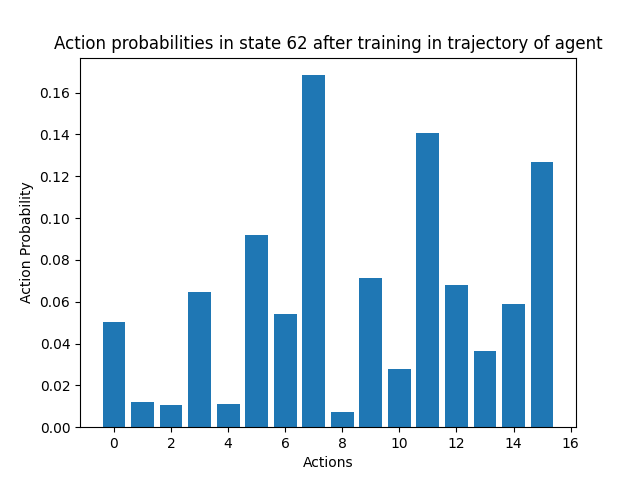 Action probabilities in state 62 after training in trajectory of agent
0.16
0.14
0.12
0.10
0.08
0.06
0.04
0.02
0.00
Action Probability
0 2 4 6 8 10 12 14 16
Actions